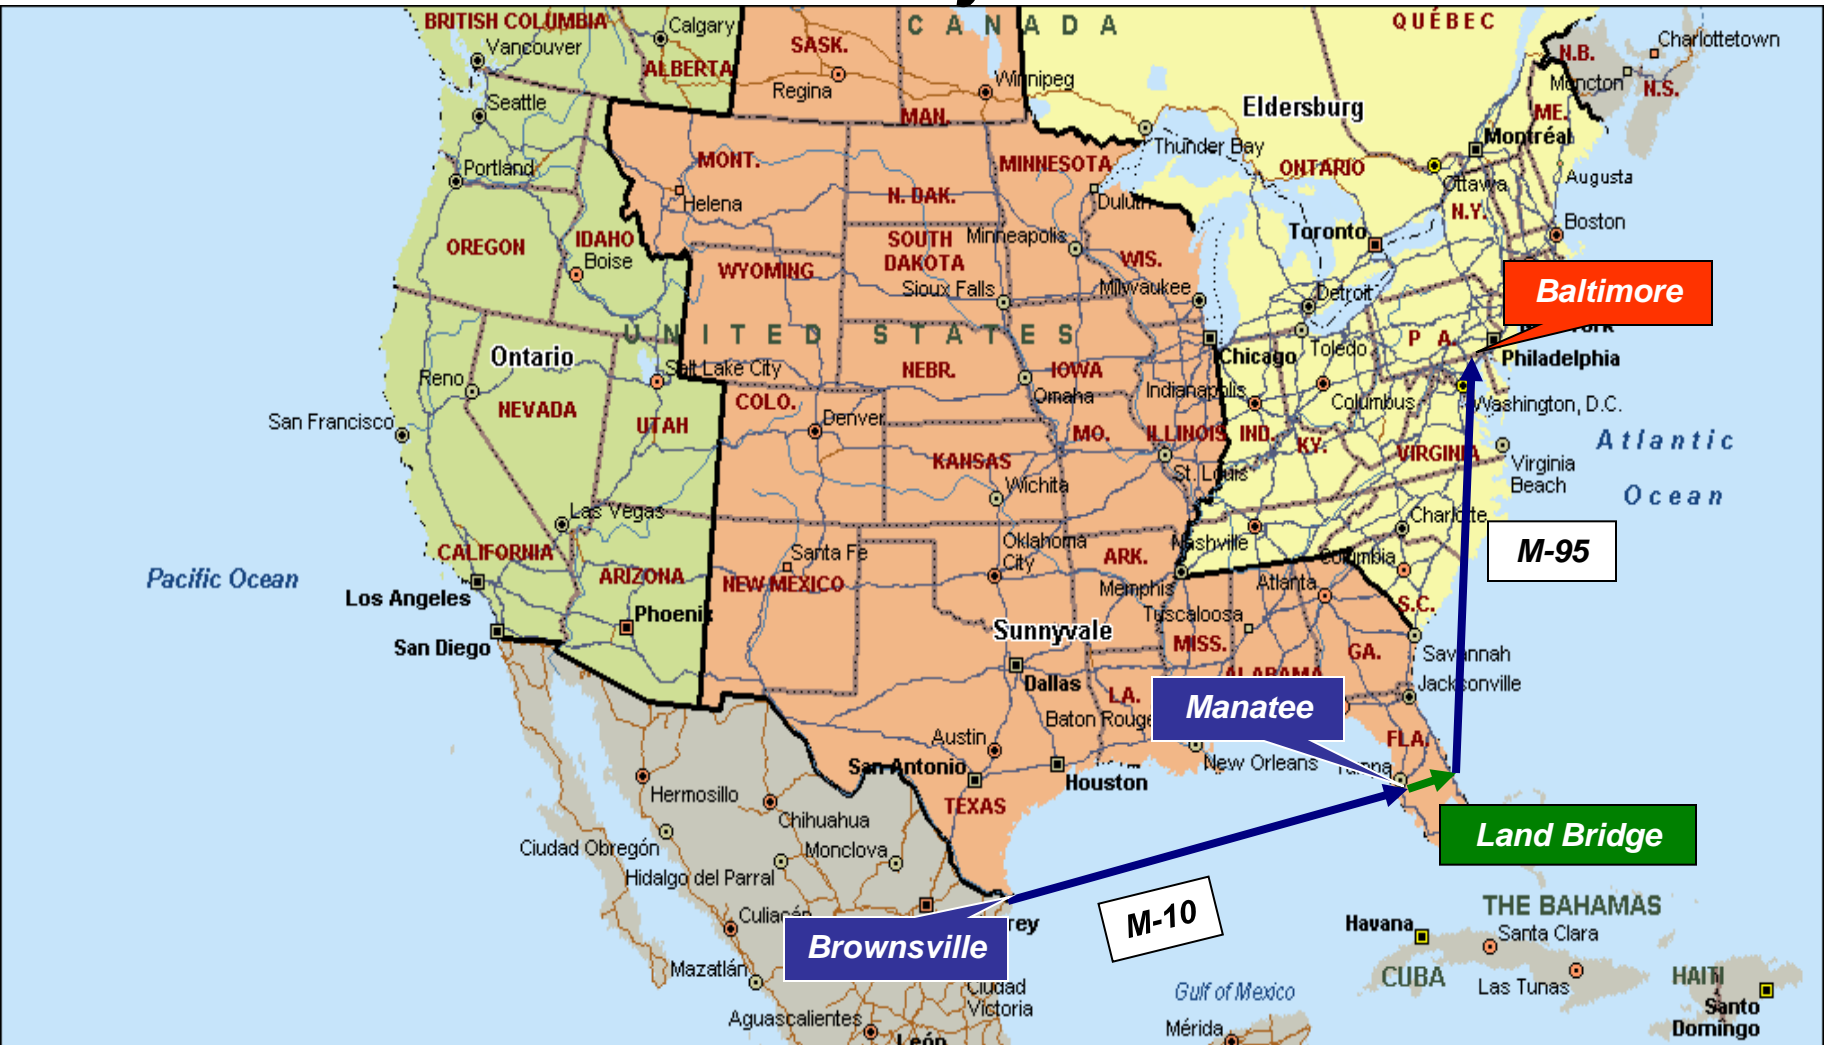 BRITISH COLUMBIA
Calgary
CANADA
QUÉBEC
Vancouver
SASK.
N.B.
Charlottetown
ALBERTA
Regina
Winnipeg
Moncton
N.S.
Seattle
MAN.
Eldersburg
ME.
Montréal
Portland
MONT.
MINNESOTA
Thunder Bay
ONTARIO
Ottawa
Augusta
Helena
N. DAK.
Duluth
N.Y.
Boston
OREGON
IDAHO
Boise
SOUTH
DAKOTA
Minneapolis
WIS.
Toronto
WYOMING
Sioux Falls
Milwaukee
Detroit
Baltimore
UNITED STATES
P A.
Philadelphia
Ontario
Reno
Salt Lake City
NEBR.
IOWA
Chicago
Toledo
NEVADA
COLO.
Omaha
Indianapolis
Columbus
Washington, D.C.
San Francisco
UTAH
Denver
MO.
ILLINOIS
IND.
KY.
VIRGINIA
Atlantic
Ocean
KANSAS
Wichita
St. Louis
Virginia
Beach
Las Vegas
Charlotte
CALIFORNIA
Santa Fe
Oklahoma
City
ARK.
Nashville
Columbia
M-95
Pacific Ocean
Los Angeles
ARIZONA
NEW MEXICO
Memphis
Atlanta
Phoenix
Tuscaloosa
S.C.
San Diego
Sunnyvale
MISS.
GA.
Savannah
Dallas
ALABAMA
Jacksonville
LA.
Manatee
Baton Rouge
Austin
FLA.
San Antonio
Houston
New Orleans
Tampa
Hermosillo
TEXAS
Chihuahua
Land Bridge
Ciudad Obregón
Monclova
Hidalgo del Parral
Culiacán
M-10
THE BAHAMAS
Havana
Santa Clara
Brownsville
rey
Mazatlán
CUBA
Las Tunas
HAITI
Ciudad
Victoria
Gulf of Mexico
Santo
Domingo
Aguascalientes
León
Mérida